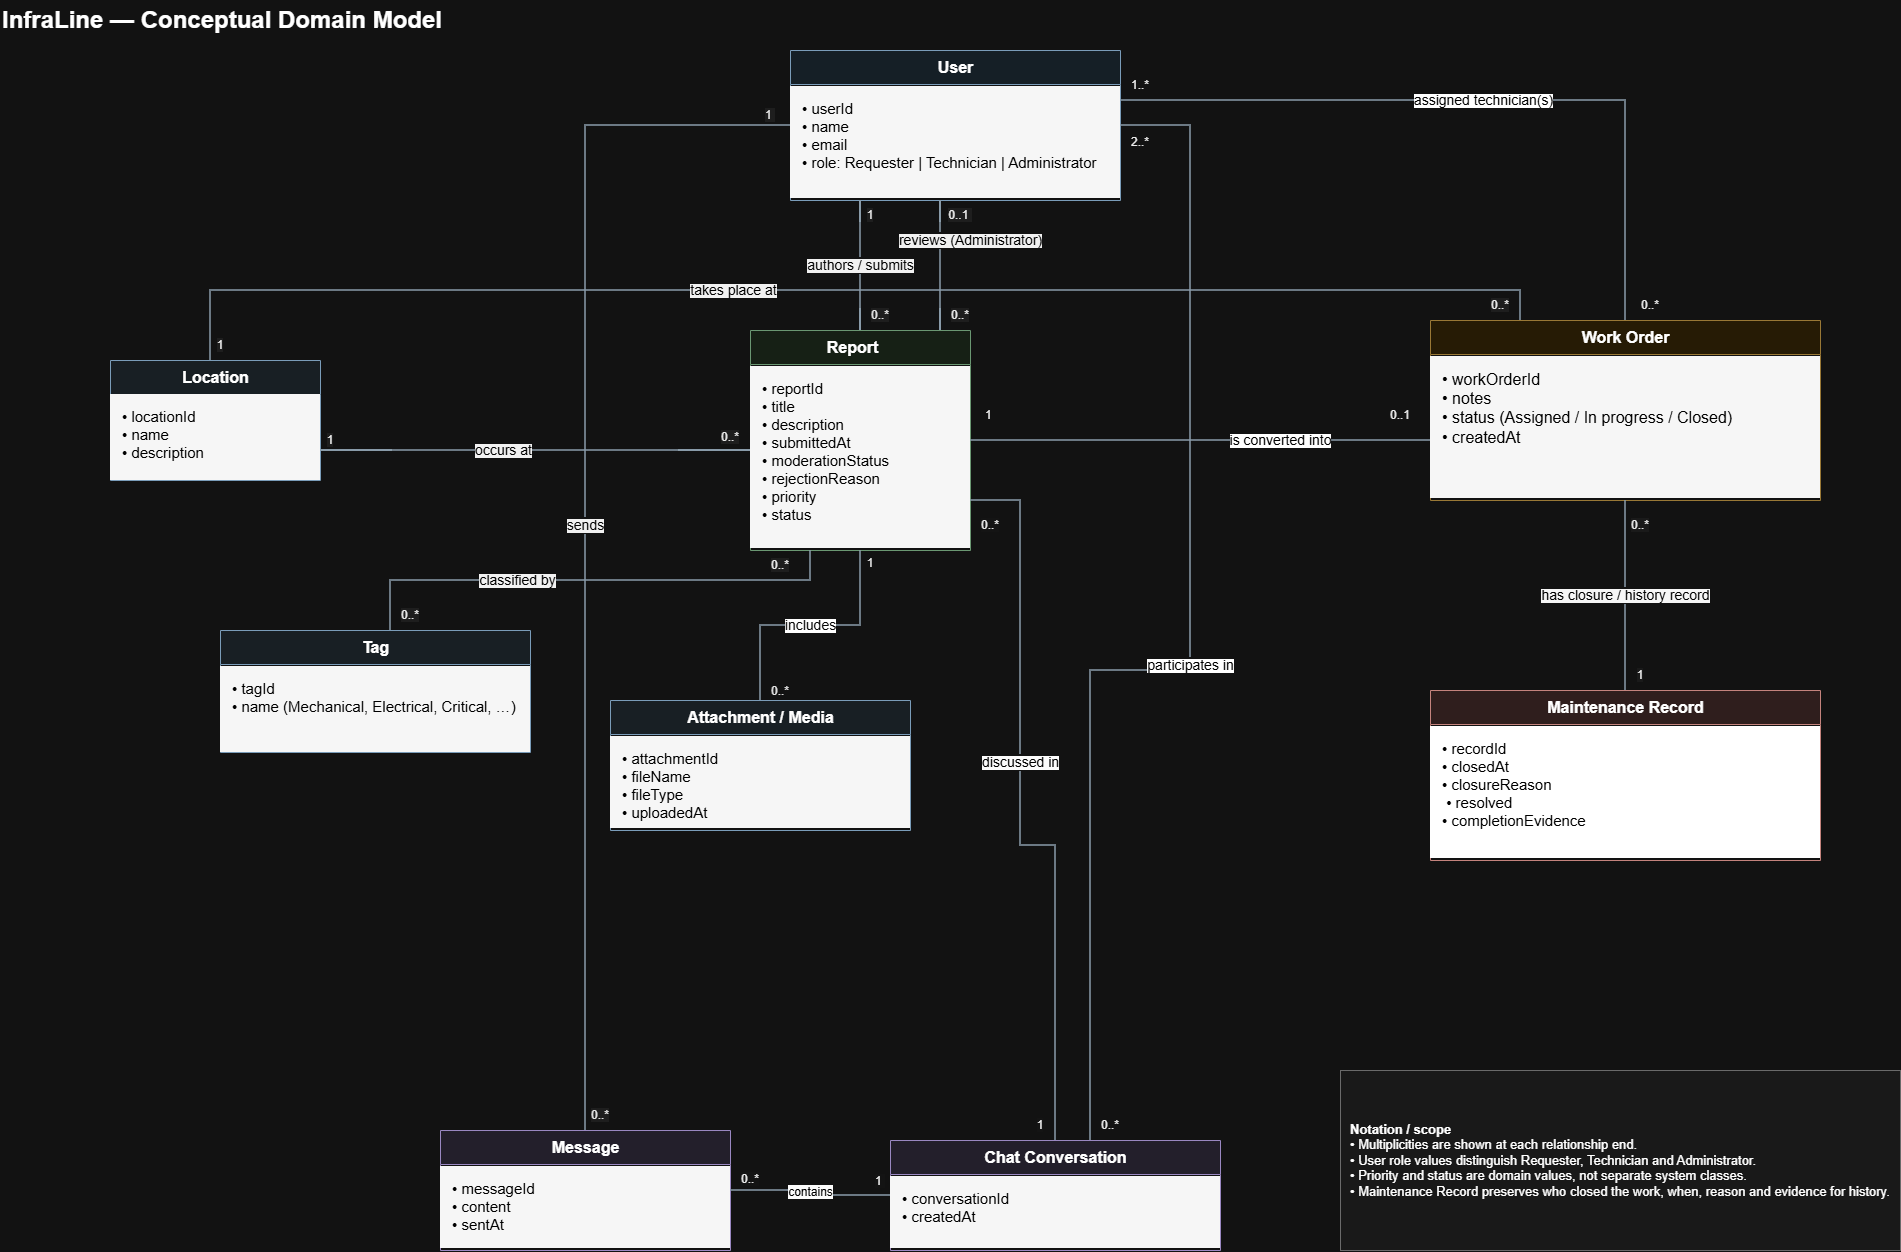 InfraLine — Conceptual Domain Model
User
• userId
• name
• email
• role: Requester | Technician | Administrator
1
1..*
2..*
assigned technician(s)
1
0..1
reviews (Administrator)
authors / submits
takes place at
0..*
0..*
0..*
0..*
1
Location
• locationId
• name
• description
1
occurs at
0..*
Report
• reportId
• title
• description
• submittedAt
• moderationStatus
• rejectionReason
• priority
• status
1
is converted into
0..1
Work Order
• workOrderId
• notes
• status (Assigned / In progress / Closed)
• createdAt
0..*
sends
0..*
has closure / history record
1
0..*
1
classified by
0..*
Tag
• tagId
• name (Mechanical, Electrical, Critical, ...)
includes
0..*
Attachment / Media
• attachmentId
• fileName
• fileType
• uploadedAt
participates in
discussed in
Maintenance Record
• recordId
• closedAt
• closureReason
• resolved
• completionEvidence
0..*
Message
• messageId
• content
• sentAt
0..*
contains
1
1
0..*
Chat Conversation
• conversationId
• createdAt
Notation / scope
• Multiplicities are shown at each relationship end.
• User role values distinguish Requester, Technician and Administrator.
• Priority and status are domain values, not separate system classes.
• Maintenance Record preserves who closed the work, when, reason and evidence for history.